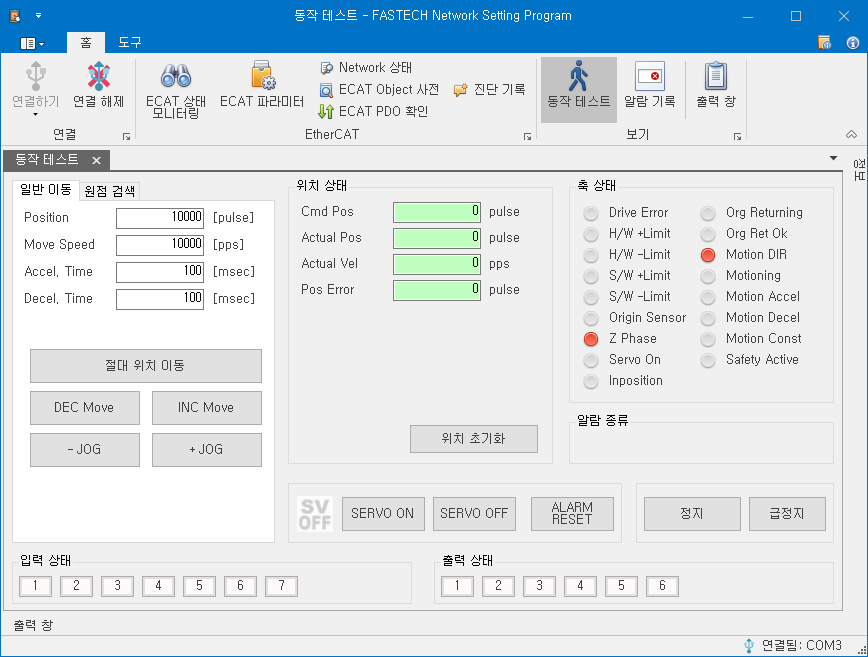 동작 테스트 - FASTECH Network Setting Program
홈 도구
연결하기 연결 해제
연결
ECAT 상태
모니터링
ECAT 파라미터
Network 상태
ECAT Object 사전
ECAT PDO 확인
진단 기록
EtherCAT
동작 테스트 알람 기록
출력 창
보기
동작 테스트
정보
일반 이동 원점 검색
Position 10000 [pulse]
Move Speed 10000 [pps]
Accel. Time 100 [msec]
Decel. Time 100 [msec]
절대 위치 이동
DEC Move INC Move
- JOG + JOG
위치 상태
Cmd Pos 0 pulse
Actual Pos 0 pulse
Actual Vel 0 pps
Pos Error 0 pulse
위치 초기화
축 상태
Drive Error
H/W +Limit
H/W -Limit
S/W +Limit
S/W -Limit
Origin Sensor
Z Phase
Servo On
Inposition
Org Returning
Org Ret Ok
Motion DIR
Motioning
Motion Accel
Motion Decel
Motion Const
Safety Active
알람 종류
SV
OFF
SERVO ON SERVO OFF
ALARM
RESET
정지 급정지
입력 상태
1 2 3 4 5 6 7
출력 상태
1 2 3 4 5 6
출력 창
연결됨: COM3